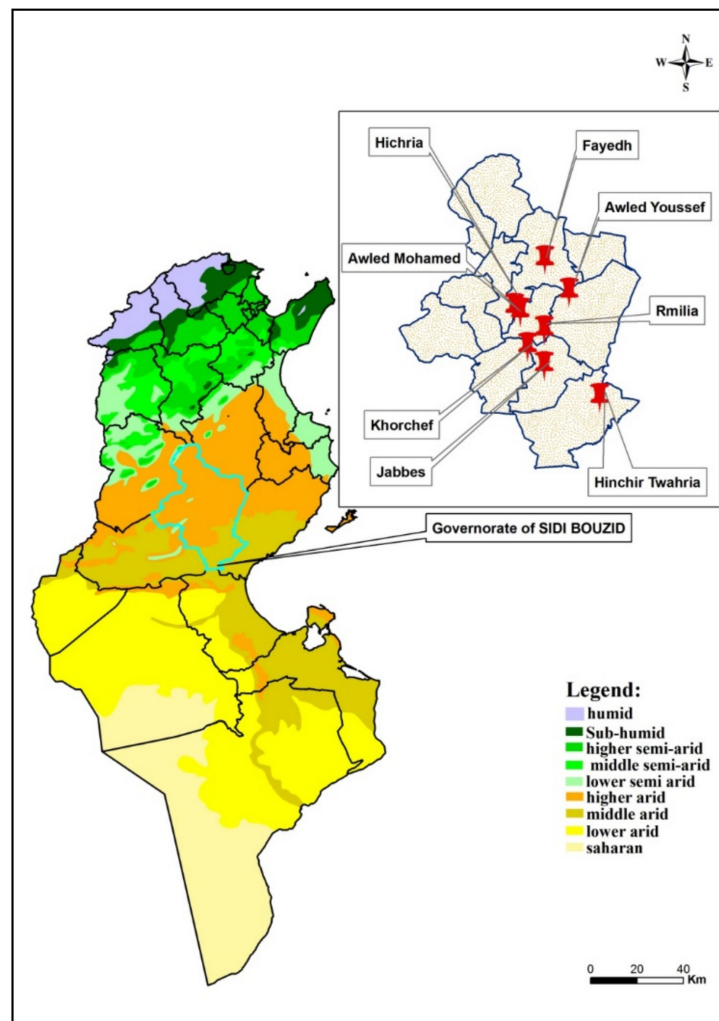 N
W E
S
Hichria
Fayedh
Awled Youssef
Awled Mohamed
Rmilia
Khorchef
Jabbes
Hinchir Twahria
Governorate of SIDI BOUZID
Legend:
humid
Sub-humid
higher semi-arid
middle semi-arid
lower semi arid
higher arid
middle arid
lower arid
saharan
0 20 40
Km